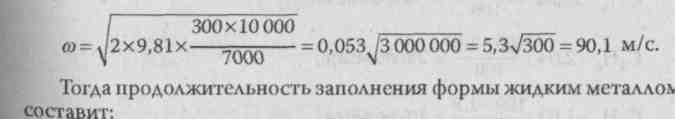 ω = √2×9,81× 300×10 000 / 7000 = 0,053√3 000 000 = 5,3√300 = 90,1 м/с.
Тогда продолжительность заполнения формы жидким металлом
составит: